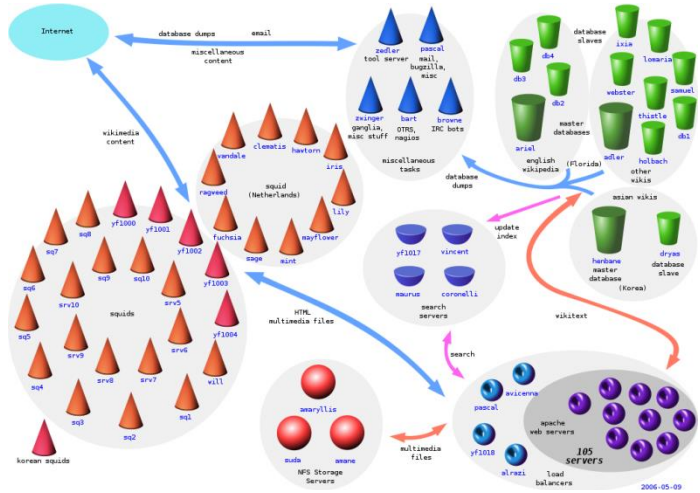 Internet
database dumps
email
miscellaneous
content
wikimedia
content
zedler
tool server
pascal
mail,
bugzilla,
misc
zwinger
ganglia,
misc stuff
bart
OTRS,
nagios
browne
IRC bots
miscellaneous
tasks
db4
db3
db2
ariel
database
slaves
master
databases
english
wikipedia
(Florida)
ixia
lomaria
webster
samuel
thistle
db1
adler
holbach
other
wikis
database
dumps
asian wikis
henbane
master
database
dryas
database
slave
(Korea)
vandale
clematis
havtorn
iris
ragweed
squid
(Netherlands)
lily
fuchsia
mayflower
sage
mint
yf1000
yf1001
yf1002
yf1003
yf1004
sq8
sq7
sq9
sq10
sq6
srv10
srv5
squids
sq5
srv9
srv6
srv8
srv7
will
sq4
sq3
sq2
sq1
korean squids
HTML
multimedia files
update
index
yf1017
vincent
maurus
coronelli
search
servers
search
wikitext
amaryllis
suda
amane
NFS Storage
Servers
multimedia
files
pascal
avicenna
yf1018
alrazi
load
balancers
apache
web servers
105
servers
2006-05-09